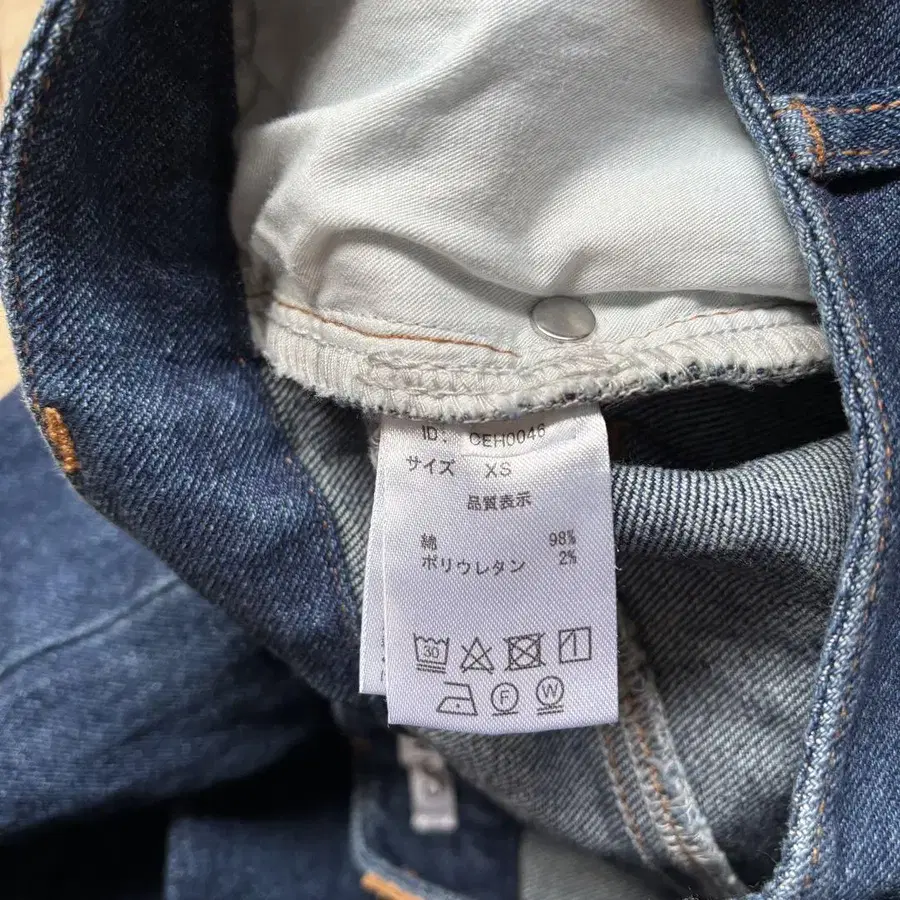 ID: CEH0046
サイズ XS
品質表示
綿 98%
ポリウレタン 2%
30
F W